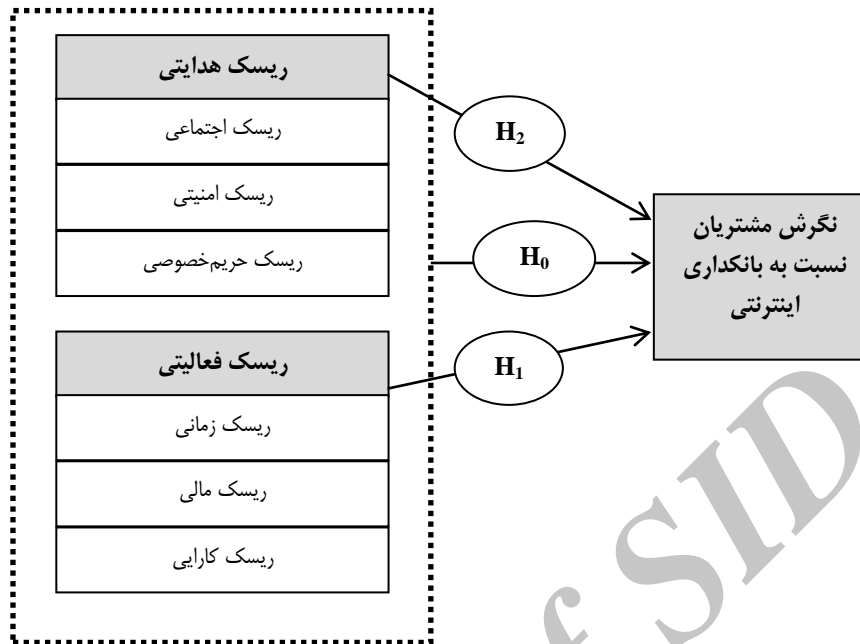 ریسک هدایتی
ریسک اجتماعی
ریسک امنیتی
ریسک حریم‌خصوصی
ریسک فعالیتی
ریسک زمانی
ریسک مالی
ریسک کارایی
H2
H0
H1
نگرش مشتریان
نسبت به بانکداری
اینترنتی
f SID